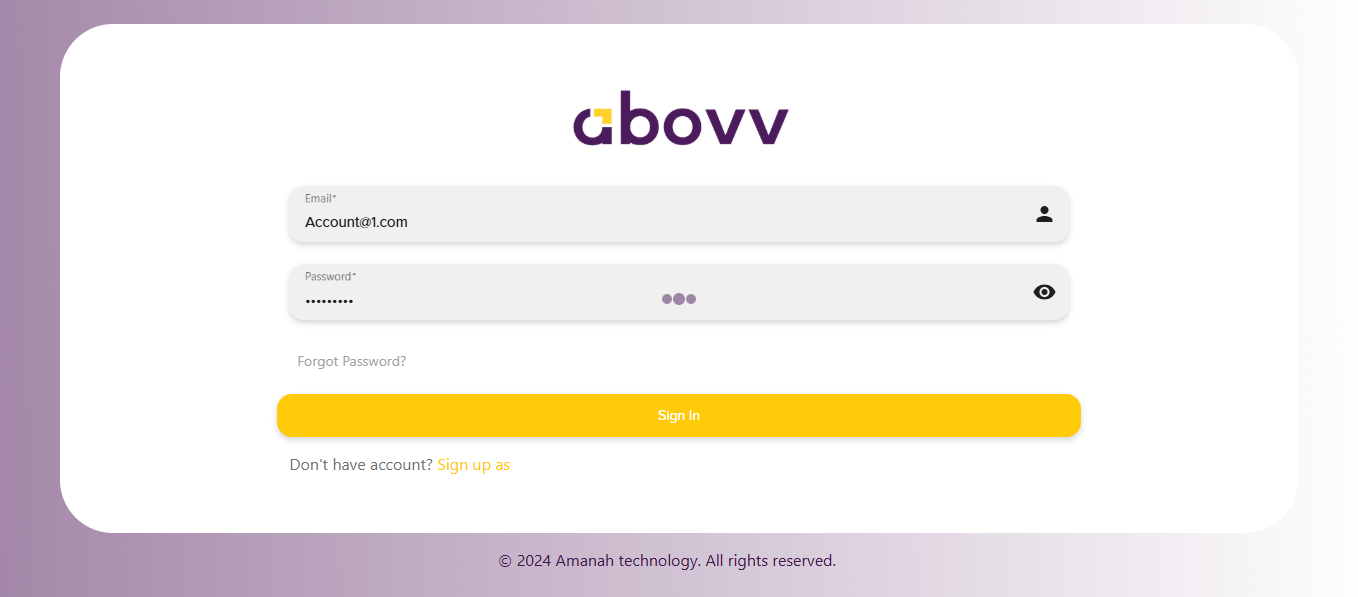 abovv
Email*
Account@1.com
Password*
•••••••••
Forgot Password?
Sign In
Don't have account? Sign up as
© 2024 Amanah technology. All rights reserved.